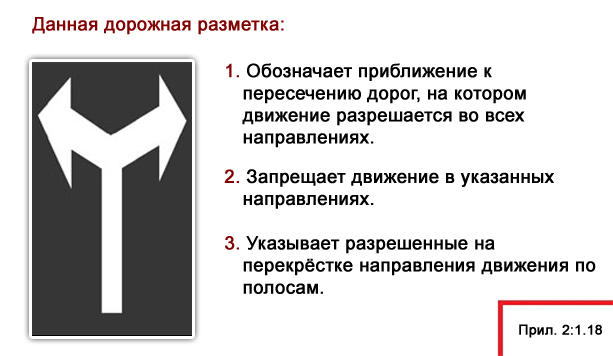 Данная дорожная разметка:
1. Обозначает приближение к
пересечению дорог, на котором
движение разрешается во всех
направлениях.
2. Запрещает движение в указанных
направлениях.
3. Указывает разрешенные на
перекрёстке направления движения по
полосам.
Прил. 2:1.18